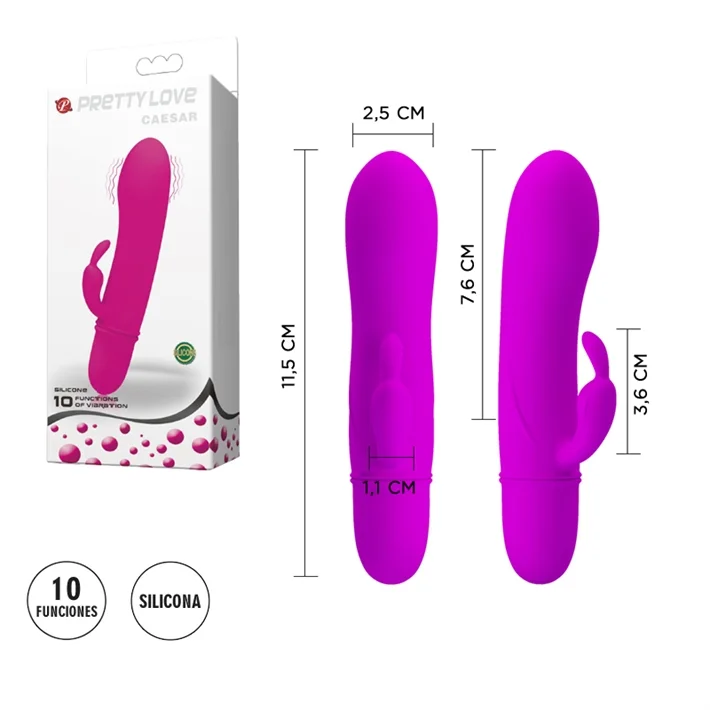 PRETTY LOVE
CAESAR
SILICONE
SILICONE
10 FUNCTIONS
OF VIBRATION
2,5 CM
11,5 CM
7,6 CM
3,6 CM
1,1 CM
10
FUNCIONES
SILICONA